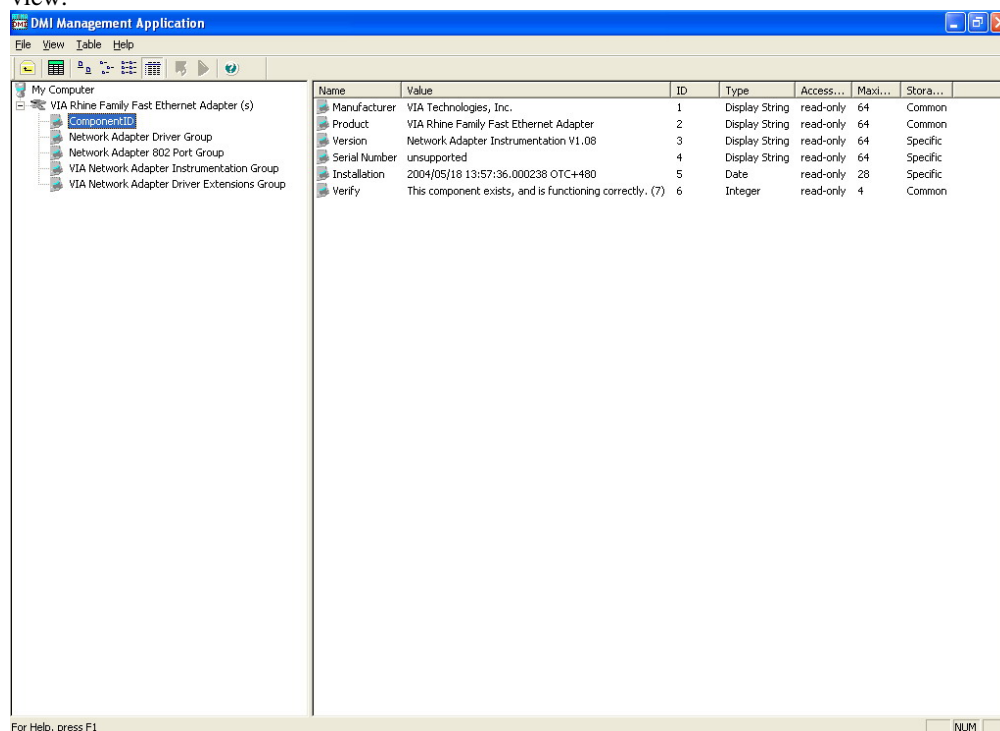 view.
DMI Management Application
File View Table Help
My Computer
VIA Rhine Family Fast Ethernet Adapter (s)
ComponentID
Network Adapter Driver Group
Network Adapter 802 Port Group
VIA Network Adapter Instrumentation Group
VIA Network Adapter Driver Extensions Group
Name Value ID Type Access... Maxi... Stora...
Manufacturer VIA Technologies, Inc. 1 Display String read-only 64 Common
Product VIA Rhine Family Fast Ethernet Adapter 2 Display String read-only 64 Common
Version Network Adapter Instrumentation V1.08 3 Display String read-only 64 Specific
Serial Number unsupported 4 Display String read-only 64 Specific
Installation 2004/05/18 13:57:36.000238 OTC+480 5 Date read-only 28 Specific
Verify This component exists, and is functioning correctly. (7) 6 Integer read-only 4 Common
For Help, press F1
NUM